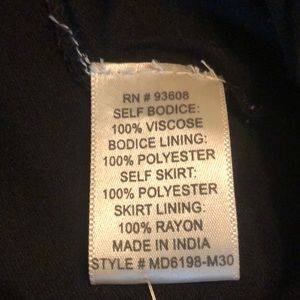 RN # 93608
SELF BODICE:
100% VISCOSE
BODICE LINING:
100% POLYESTER
SELF SKIRT:
100% POLYESTER
SKIRT LINING:
100% RAYON
MADE IN INDIA
STYLE # MD6198-M30